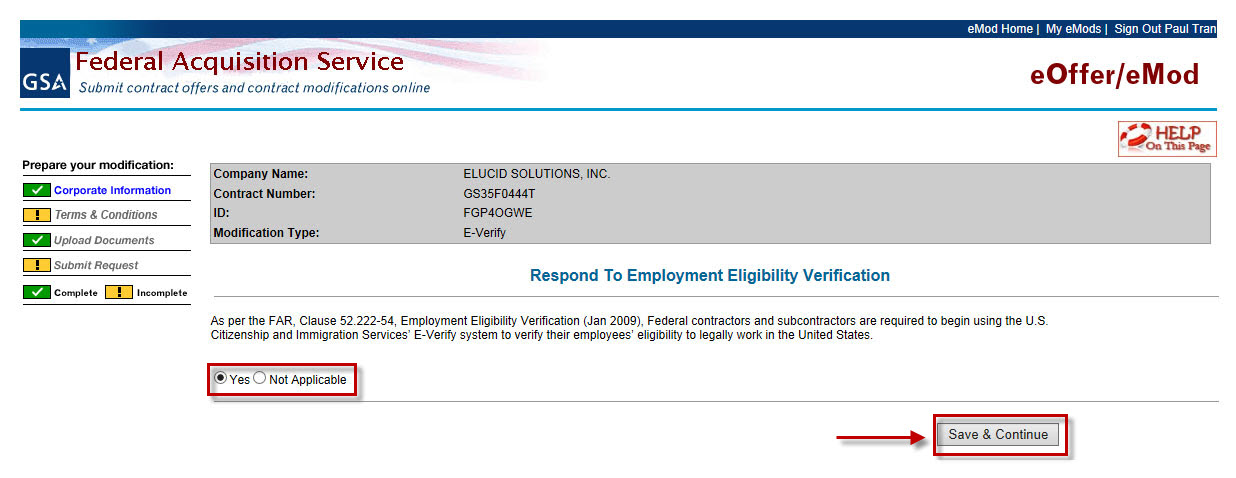 eMod Home | My eMods | Sign Out Paul Tran
GSA
Federal Acquisition Service
Submit contract offers and contract modifications online
eOffer/eMod
HELP
On This Page
Prepare your modification:
Corporate Information
! Terms & Conditions
Upload Documents
! Submit Request
Complete ! Incomplete
Company Name: ELUCID SOLUTIONS, INC.
Contract Number: GS35F0444T
ID: FGP4OGWE
Modification Type: E-Verify
Respond To Employment Eligibility Verification
As per the FAR, Clause 52.222-54, Employment Eligibility Verification (Jan 2009), Federal contractors and subcontractors are required to begin using the U.S.
Citizenship and Immigration Services' E-Verify system to verify their employees' eligibility to legally work in the United States.
Yes Not Applicable
Save & Continue